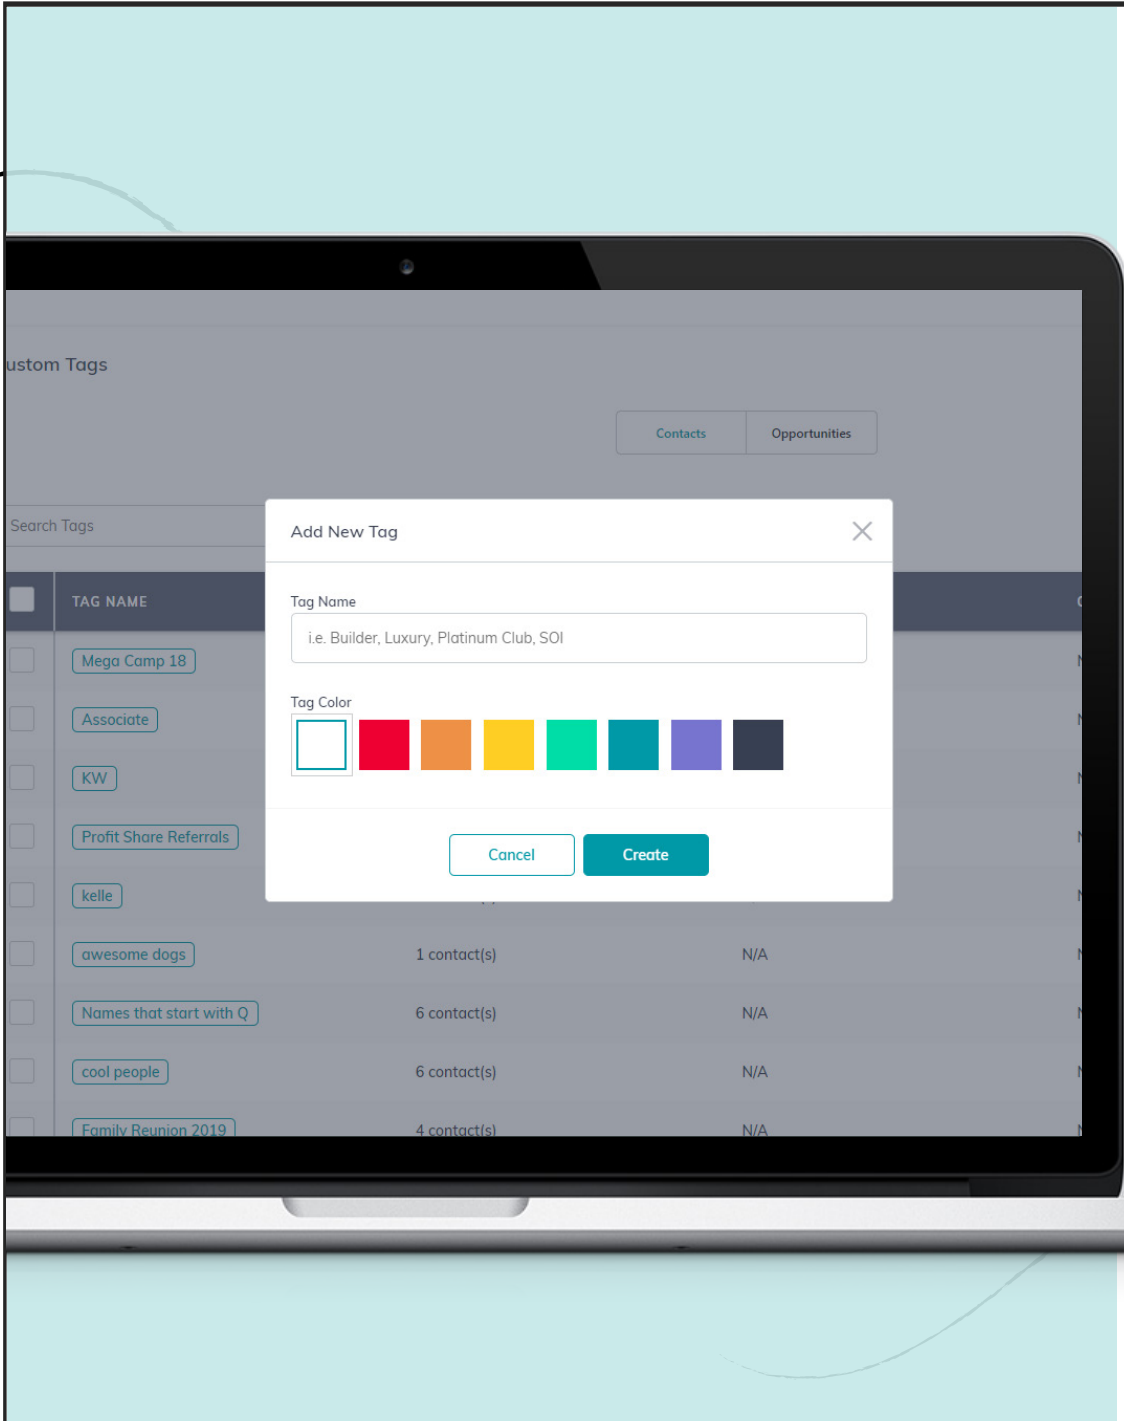 ustom Tags
Contacts Opportunities
Search Tags
Add New Tag
TAG NAME
Tag Name
i.e. Builder, Luxury, Platinum Club, SOI
Mega Camp 18
Tag Color
Associate
KW
Profit Share Referrals
Cancel Create
kelle
awesome dogs 1 contact(s) N/A
Names that start with Q 6 contact(s) N/A
cool people 6 contact(s) N/A
Family Reunion 2019 4 contact(s) N/A